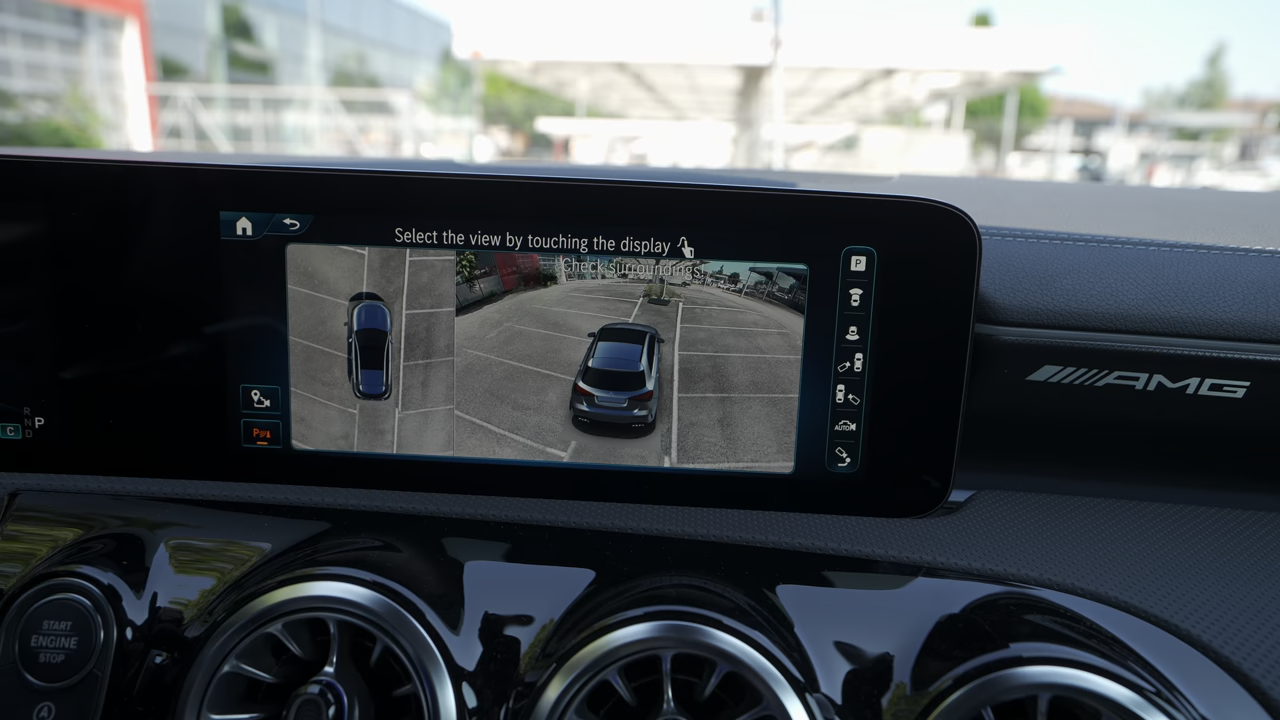 Select the view by touching the display
Check surroundings
P
AUTO
R
N
D
P
C
P
AMG
START
ENGINE
STOP
A